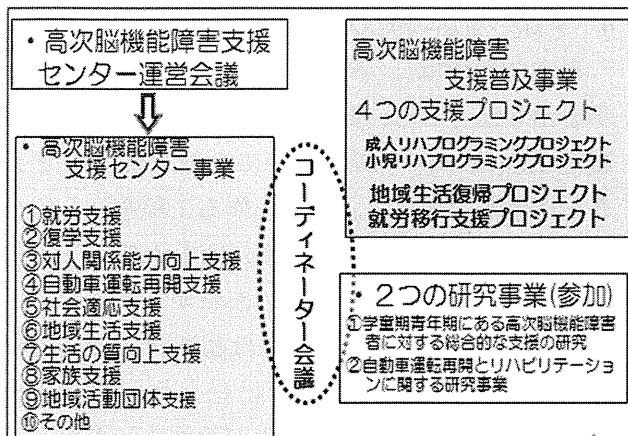 ・高次脳機能障害支援
センター運営会議
・高次脳機能障害
支援センター事業
①就労支援
②復学支援
③対人関係能力向上支援
④自動車運転再開支援
⑤社会適応支援
⑥地域生活支援
⑦生活の質向上支援
⑧家族支援
⑨地域活動団体支援
⑩その他
コーディネーター会議
高次脳機能障害
支援普及事業
４つの支援プロジェクト
成人リハプログラミングプロジェクト
小児リハプログラミングプロジェクト
地域生活復帰プロジェクト
就労移行支援プロジェクト
・２つの研究事業(参加)
①学童期青年期にある高次脳機能障害
者に対する総合的な支援の研究
②自動車運転再開とリハビリテーショ
ンに関する研究事業